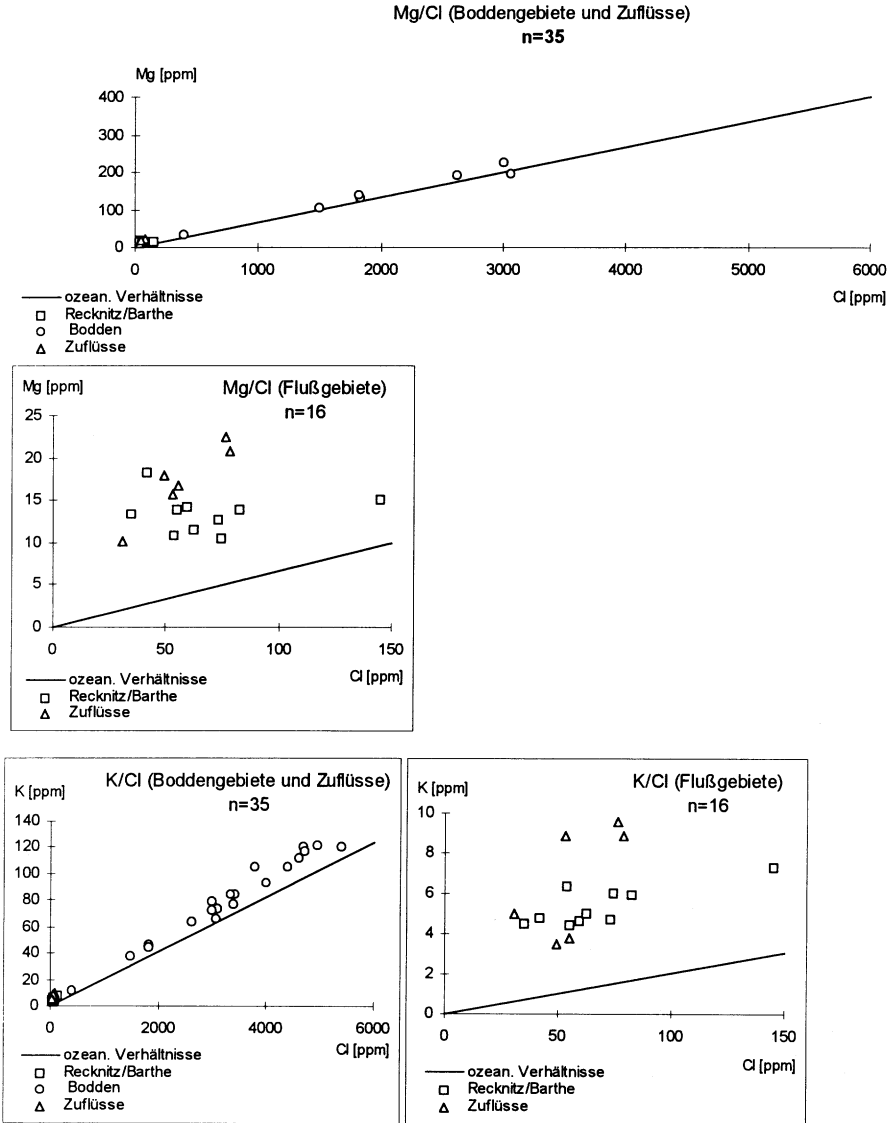 Mg/Cl (Boddengebiete und Zuflüsse)
n=35
Mg [ppm]
400
300
200
100
0
0 1000 2000 3000 4000 5000 6000
Cl [ppm]
ozean. Verhältnisse
Recknitz/Barthe
Bodden
Zuflüsse
Mg [ppm]
Mg/Cl (Flußgebiete)
n=16
25
20
15
10
5
0
0 50 100 150
Cl [ppm]
ozean. Verhältnisse
Recknitz/Barthe
Zuflüsse
K/Cl (Boddengebiete und Zuflüsse)
n=35
K [ppm]
140
120
100
80
60
40
20
0
0 2000 4000 6000
Cl [ppm]
ozean. Verhältnisse
Recknitz/Barthe
Bodden
Zuflüsse
K/Cl (Flußgebiete)
n=16
K [ppm]
10
8
6
4
2
0
0 50 100 150
Cl [ppm]
ozean. Verhältnisse
Recknitz/Barthe
Zuflüsse